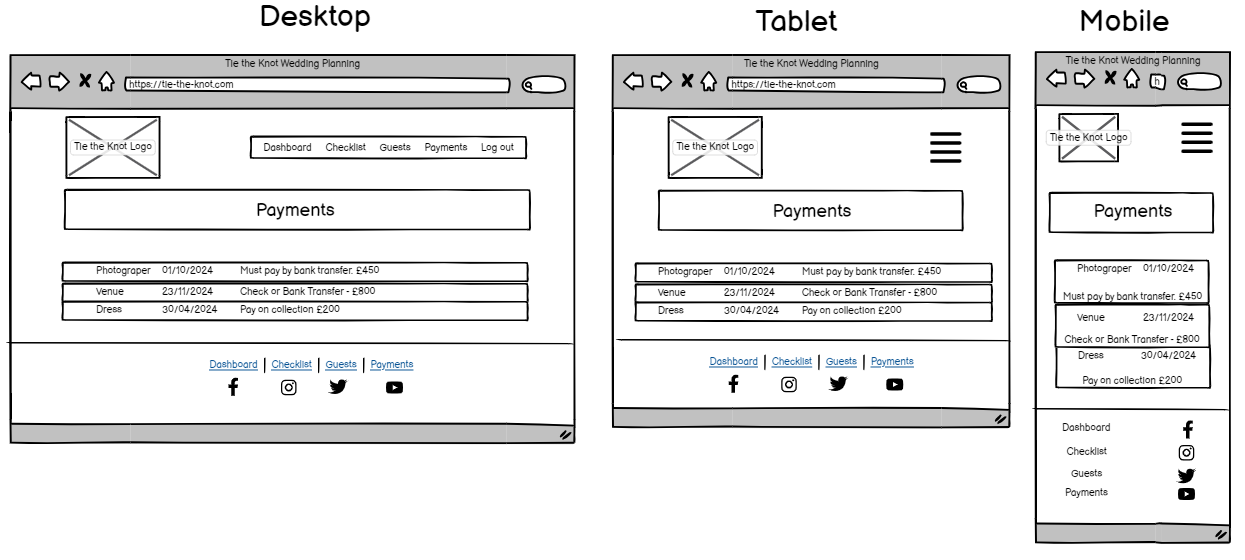 Desktop
Tie the Knot Wedding Planning
https://tie-the-knot.com
Tie the Knot Logo
Dashboard Checklist Guests Payments Log out
Payments
Photograper 01/10/2024 Must pay by bank transfer. £450
Venue 23/11/2024 Check or Bank Transfer - £800
Dress 30/04/2024 Pay on collection £200
Dashboard | Checklist | Guests | Payments
Tablet
Tie the Knot Wedding Planning
https://tie-the-knot.com
Tie the Knot Logo
Payments
Photograper 01/10/2024 Must pay by bank transfer. £450
Venue 23/11/2024 Check or Bank Transfer - £800
Dress 30/04/2024 Pay on collection £200
Dashboard | Checklist | Guests | Payments
Mobile
Tie the Knot Wedding Planning
h
Tie the Knot Logo
Payments
Photograper 01/10/2024
Must pay by bank transfer. £450
Venue 23/11/2024
Check or Bank Transfer - £800
Dress 30/04/2024
Pay on collection £200
Dashboard
Checklist
Guests
Payments